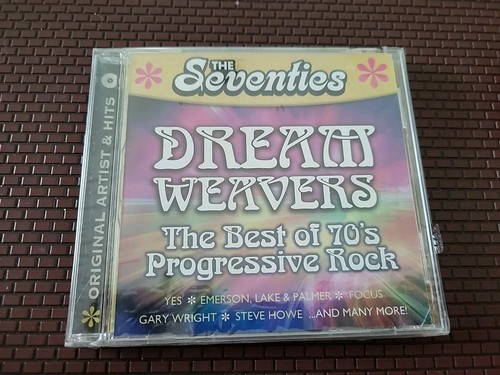 THE
Seventies
DREAM
WEAVERS
The Best of 70's
Progressive Rock
YES ✻ EMERSON, LAKE & PALMER ✻ FOCUS
GARY WRIGHT ✻ STEVE HOWE ...AND MANY MORE!
ORIGINAL ARTIST & HITS